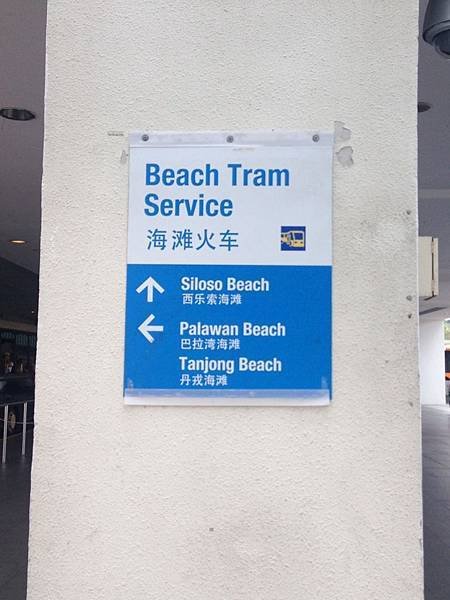 Beach Tram
Service
海滩火车
Siloso Beach
西乐索海滩
Palawan Beach
巴拉湾海滩
Tanjong Beach
丹戎海滩